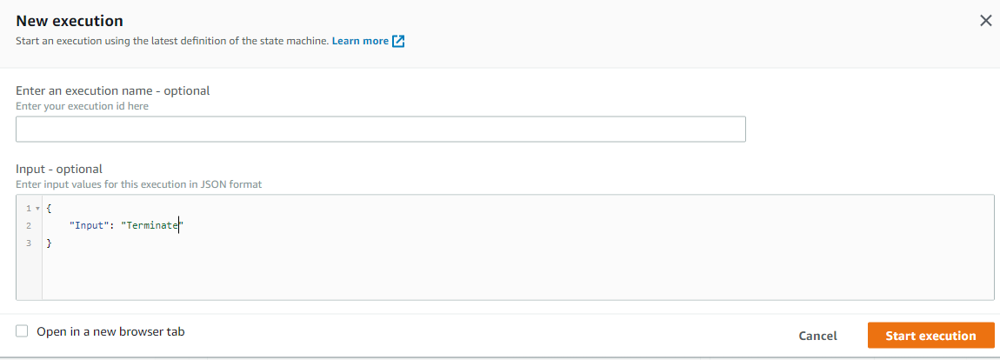 New execution
Start an execution using the latest definition of the state machine. Learn more
Enter an execution name - optional
Enter your execution id here
Input - optional
Enter input values for this execution in JSON format
1 {
2 "Input": "Terminate"
3 }
Open in a new browser tab
Cancel
Start execution